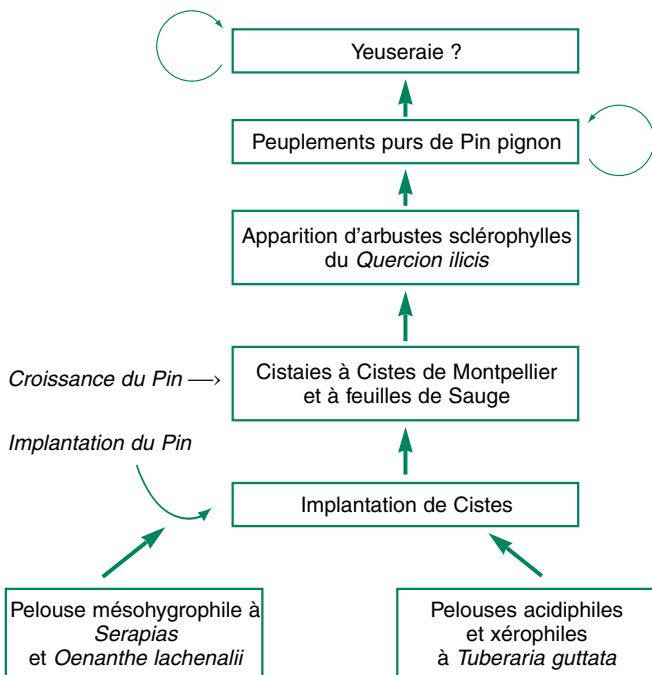 Yeuseraie ?
Peuplements purs de Pin pignon
Apparition d'arbustes sclérophylles
du Quercion ilicis
Croissance du Pin
Cistaies à Cistes de Montpellier
et à feuilles de Sauge
Implantation du Pin
Implantation de Cistes
Pelouse mésohygrophile à
Serapias
et Oenanthe lachenalii
Pelouses acidiphiles
et xérophiles
à Tuberaria guttata